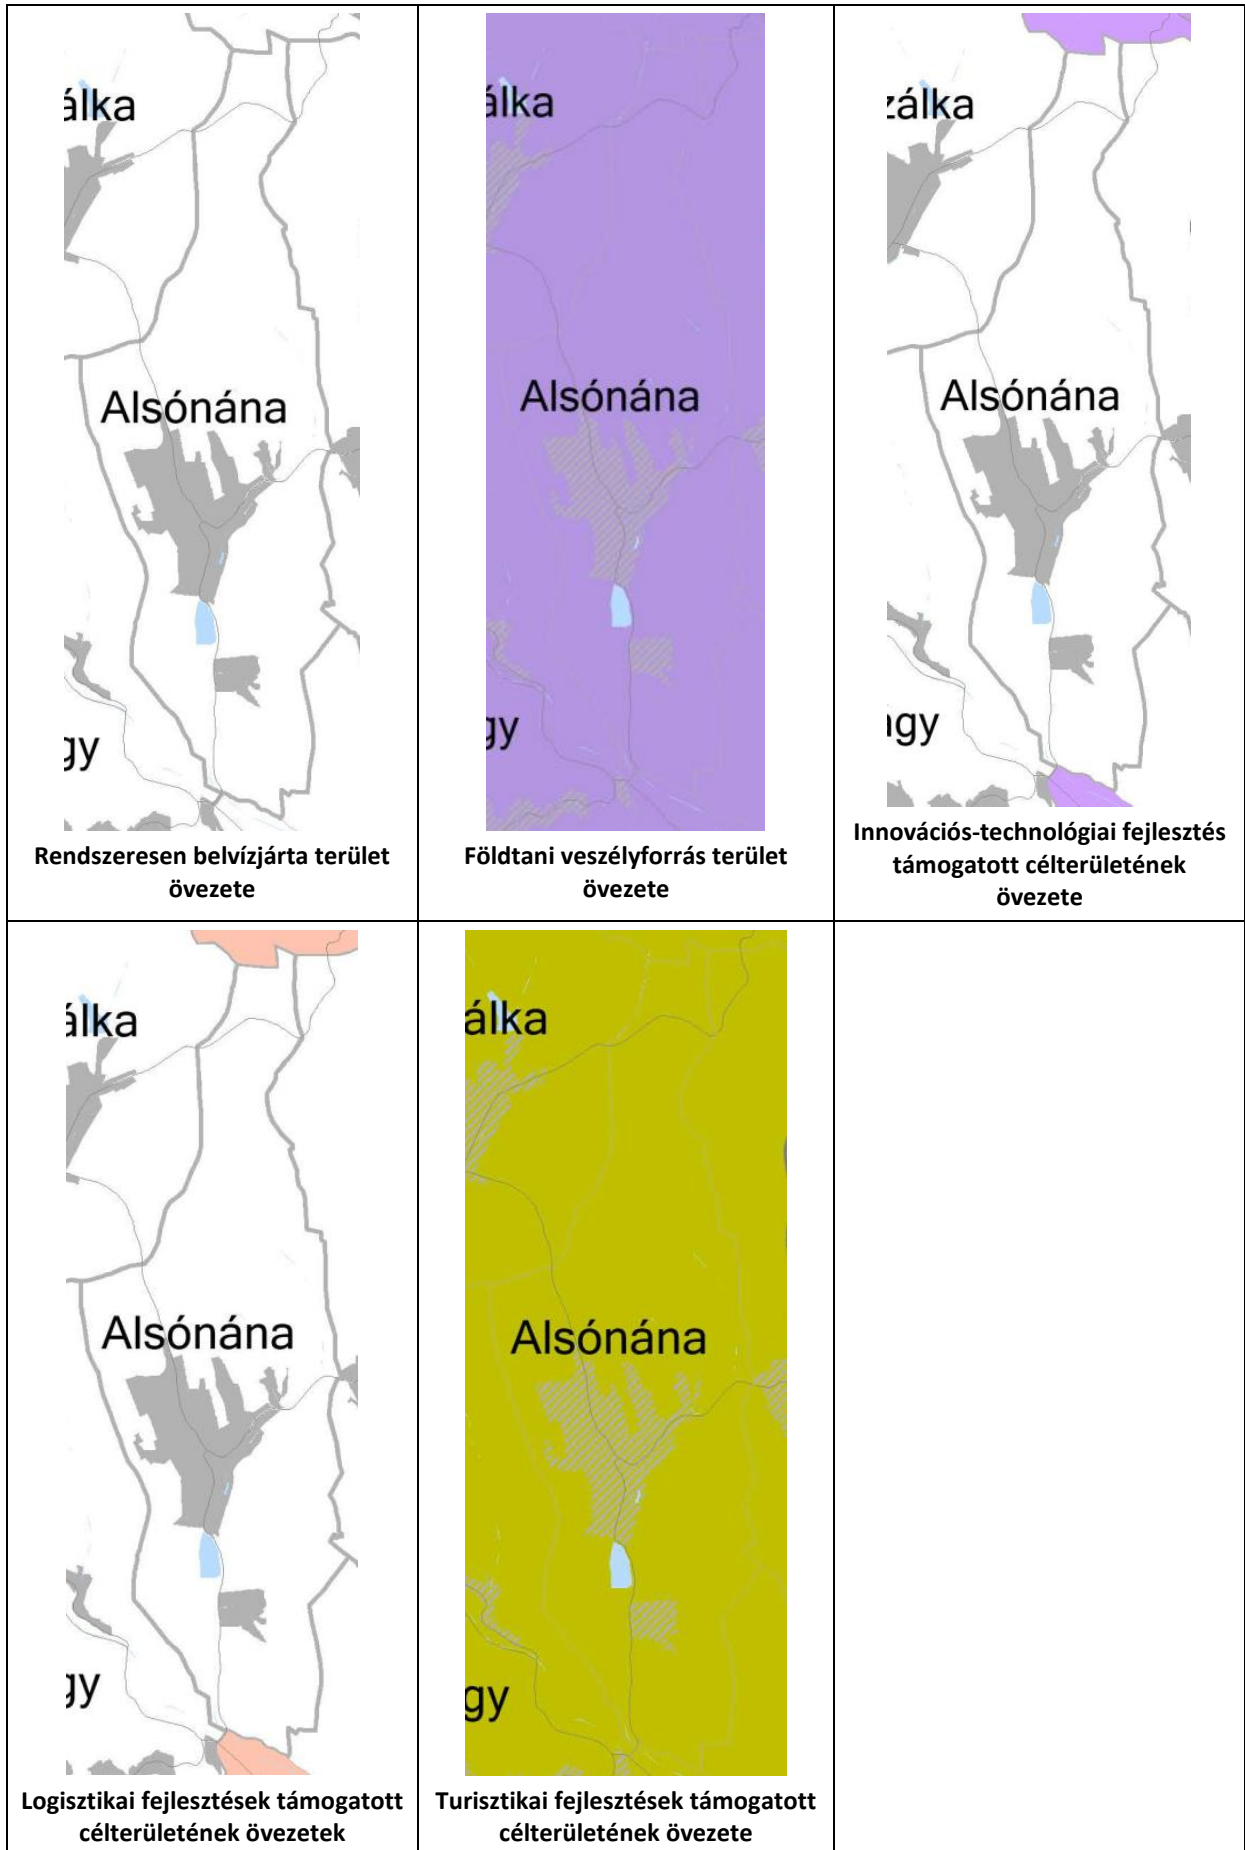 álka
Alsónána
gy
Rendszeresen belvízjárta terület
övezete
álka
Alsónána
gy
Földtani veszélyforrás terület
övezete
zálka
Alsónána
gy
Innovációs-technológiai fejlesztés
támogatott célterületének
övezete
álka
Alsónána
gy
Logisztikai fejlesztések támogatott
célterületének övezetek
álka
Alsónána
gy
Turisztikai fejlesztések támogatott
célterületének övezete